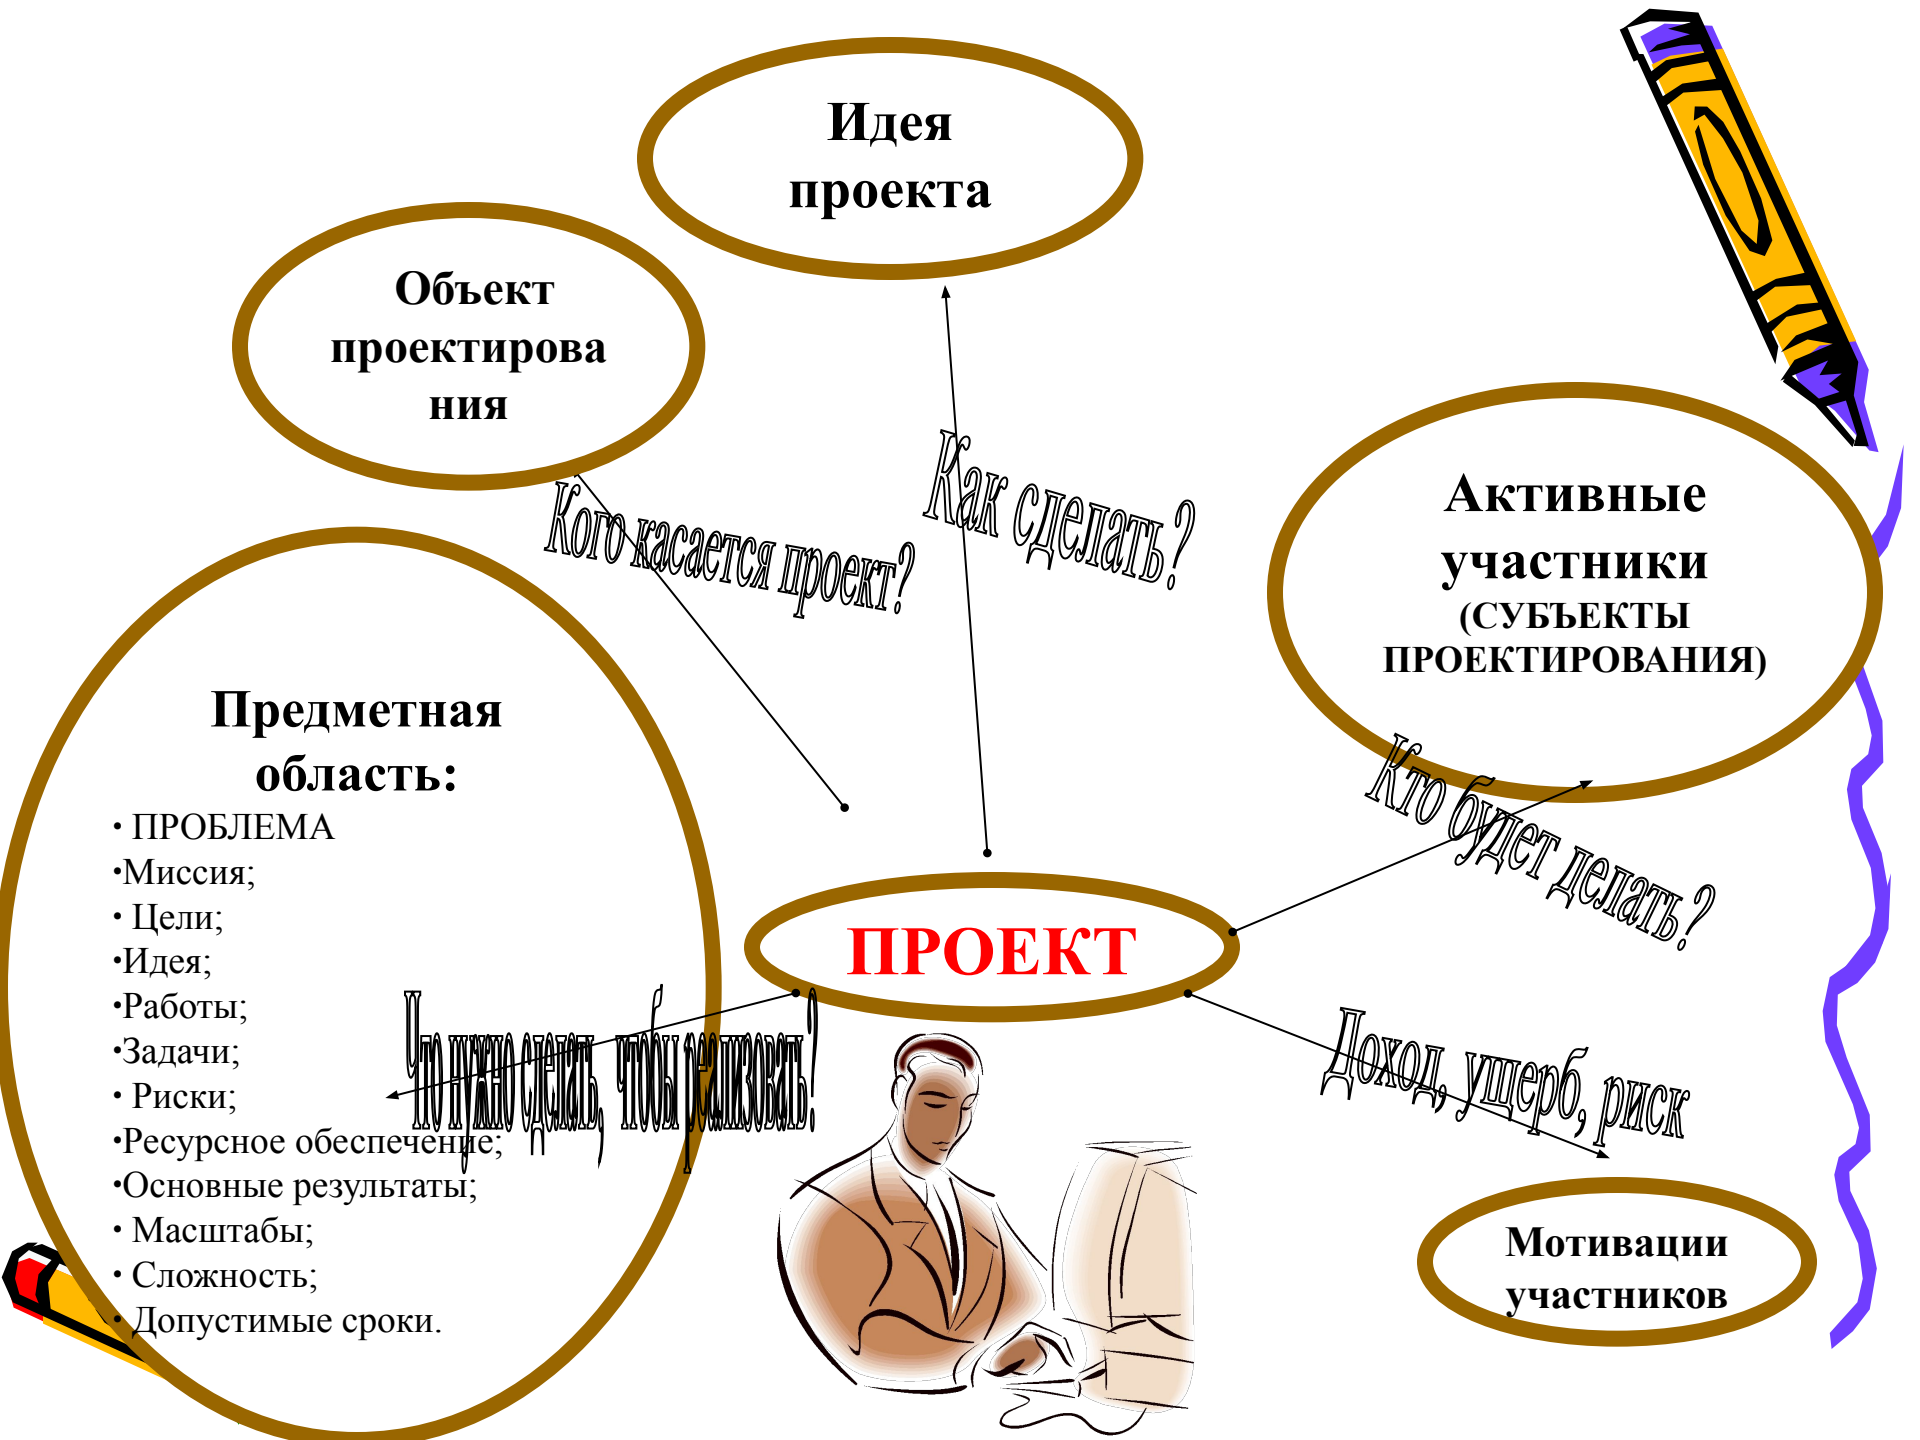 Идея
проекта
Объект
проектирова
ния
Как сделать?
Кого касается проект?
Активные
участники
(СУБЪЕКТЫ
ПРОЕКТИРОВАНИЯ)
Кто будет делать?
Предметная
область:
• ПРОБЛЕМА
•Миссия;
• Цели;
•Идея;
•Работы;
•Задачи;
• Риски;
•Ресурсное обеспечение;
•Основные результаты;
• Масштабы;
• Сложность;
• Допустимые сроки.
Что нужно сделать, чтобы реализовать?
ПРОЕКТ
Доход, ущерб, риск
Мотивации
участников